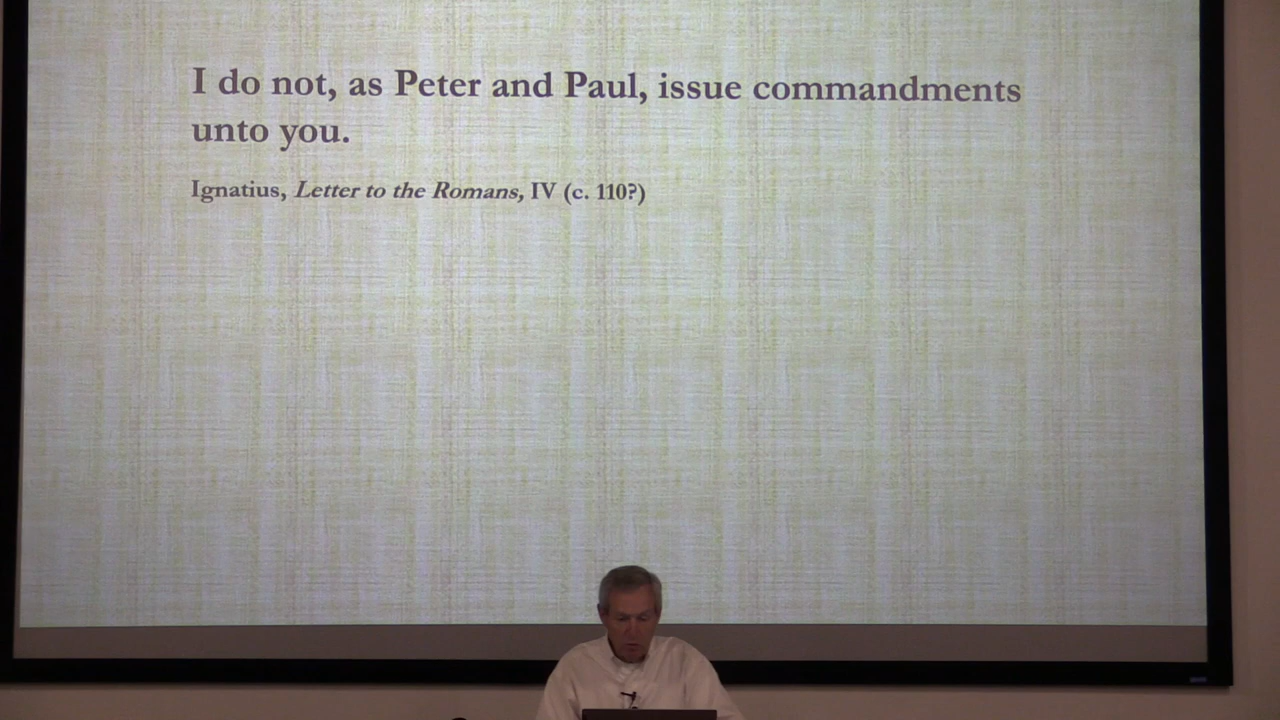 I do not, as Peter and Paul, issue commandments
unto you.
Ignatius, Letter to the Romans, IV (c. 110?)